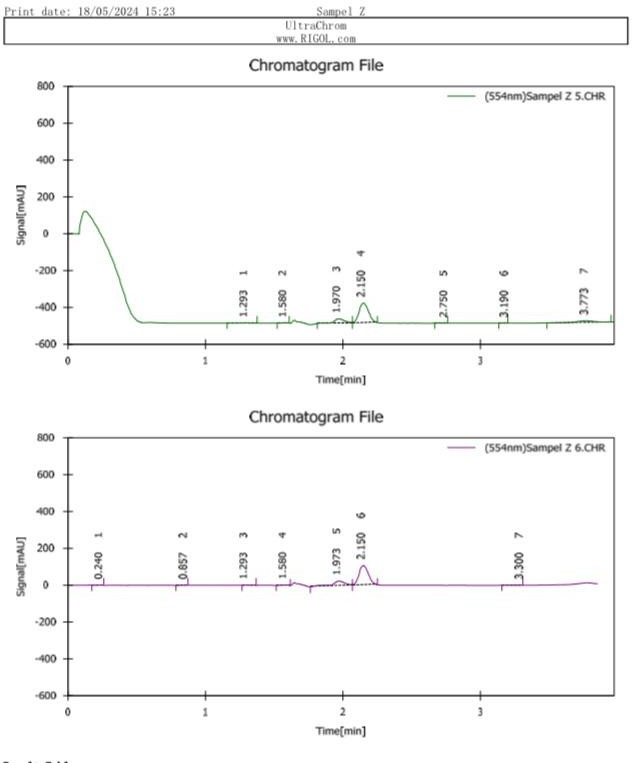 Print date: 18/05/2024 15:23 Sampel Z
UltraChrom
www.RIGOL.com
Chromatogram File
(554nm)Sampel Z 5.CHR
Signal[mAU]
800
600
400
200
0
-200
-400
-600
1.293 1
1.580 2
1.970 3
2.150 4
2.750 5
3.190 6
3.773 7
0 1 2 3
Time[min]
Chromatogram File
(554nm)Sampel Z 6.CHR
Signal[mAU]
800
600
400
200
0
-200
-400
-600
0.240 1
0.857 2
1.293 3
1.580 4
1.973 5
2.150 6
3.300 7
0 1 2 3
Time[min]